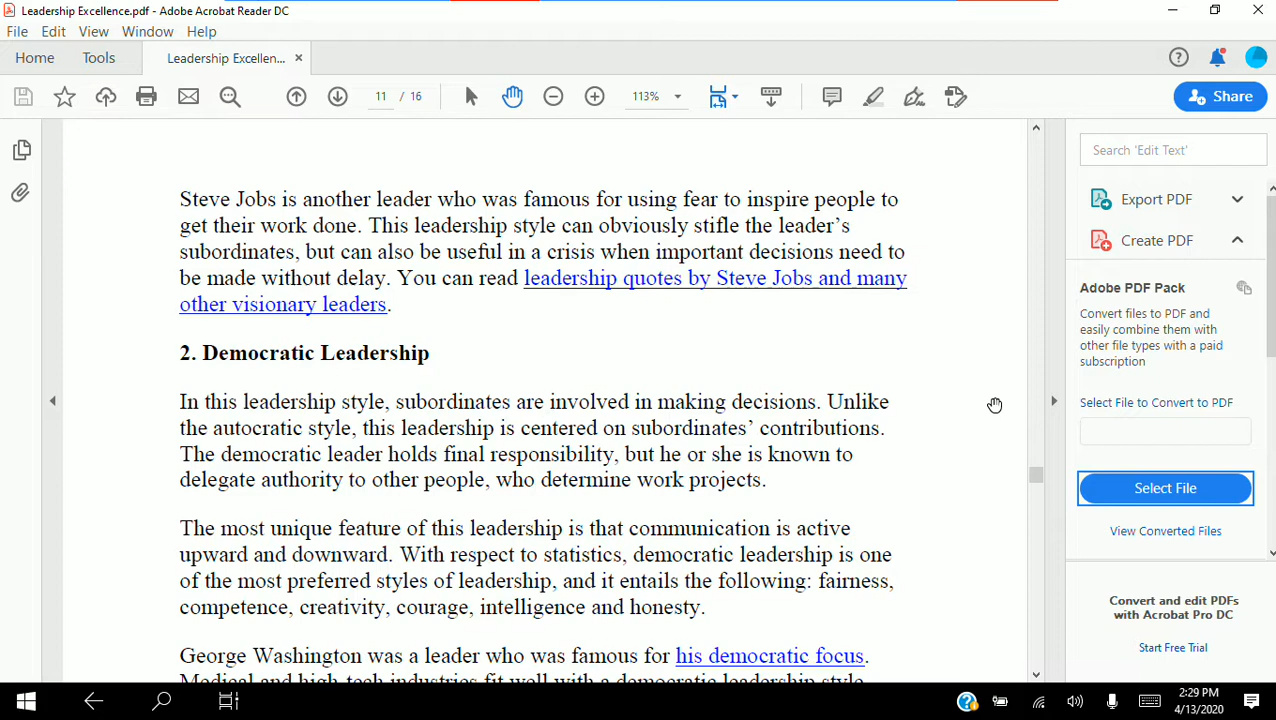 Leadership Excellence.pdf - Adobe Acrobat Reader DC
File Edit View Window Help
Home Tools Leadership Excellen...
11 / 16 113% Share
Search 'Edit Text'
Steve Jobs is another leader who was famous for using fear to inspire people to
get their work done. This leadership style can obviously stifle the leader’s
subordinates, but can also be useful in a crisis when important decisions need to
be made without delay. You can read leadership quotes by Steve Jobs and many
other visionary leaders.
2. Democratic Leadership
In this leadership style, subordinates are involved in making decisions. Unlike
the autocratic style, this leadership is centered on subordinates’ contributions.
The democratic leader holds final responsibility, but he or she is known to
delegate authority to other people, who determine work projects.
The most unique feature of this leadership is that communication is active
upward and downward. With respect to statistics, democratic leadership is one
of the most preferred styles of leadership, and it entails the following: fairness,
competence, creativity, courage, intelligence and honesty.
George Washington was a leader who was famous for his democratic focus.
Medical and high-tech industries fit well with a democratic leadership style
Export PDF
Create PDF
Adobe PDF Pack
Convert files to PDF and
easily combine them with
other file types with a paid
subscription
Select File to Convert to PDF
Select File
View Converted Files
Convert and edit PDFs
with Acrobat Pro DC
Start Free Trial
2:29 PM
4/13/2020